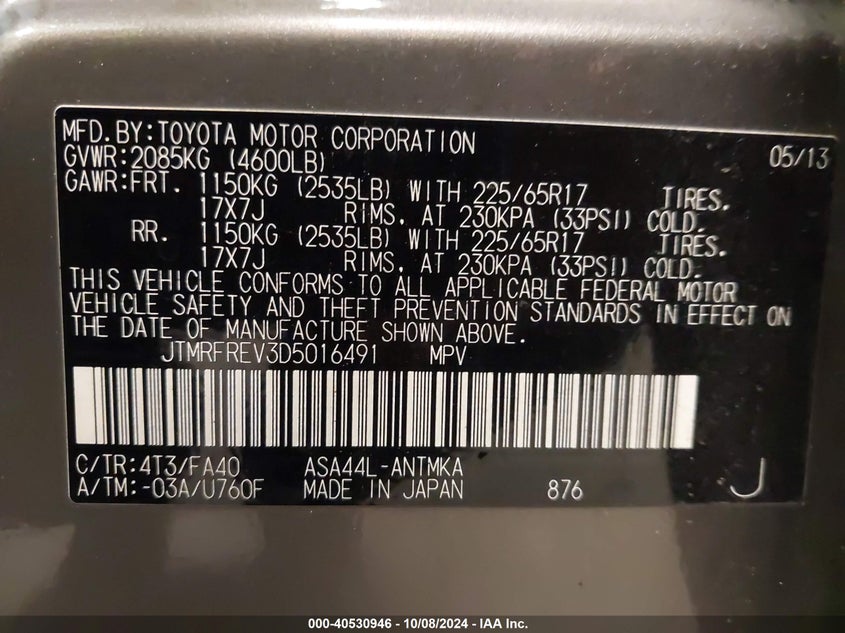 MFD.BY:TOYOTA MOTOR CORPORATION 05/13
GVWR:2085KG (4600LB)
GAWR:FRT. 1150KG (2535LB) WITH 225/65R17 TIRES.
17X7J RIMS, AT 230KPA (33PSI) COLD.
RR. 1150KG (2535LB) WITH 225/65R17 TIRES.
17X7J RIMS, AT 230KPA (33PSI) COLD.
THIS VEHICLE CONFORMS TO ALL APPLICABLE FEDERAL MOTOR
VEHICLE SAFETY AND THEFT PREVENTION STANDARDS IN EFFECT ON
THE DATE OF MANUFACTURE SHOWN ABOVE.
JTMRFREV3D5016491 MPV
C/TR:4T3/FA40 ASA44L-ANTMKA
A/TM:-03A/U760F MADE IN JAPAN 876 J
000-40530946 - 10/08/2024 - IAA Inc.